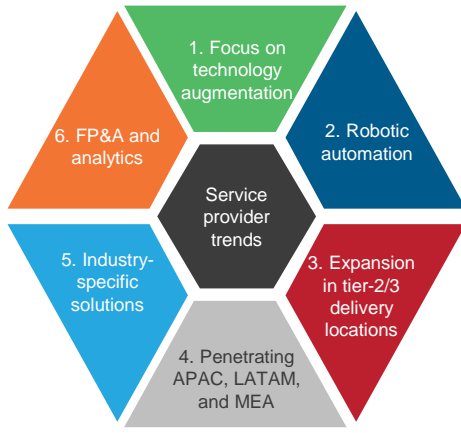 1. Focus on
technology
augmentation
2. Robotic
automation
3. Expansion
in tier-2/3
delivery
locations
4. Penetrating
APAC, LATAM,
and MEA
5. Industry-
specific
solutions
6. FP&A and
analytics
Service
provider
trends